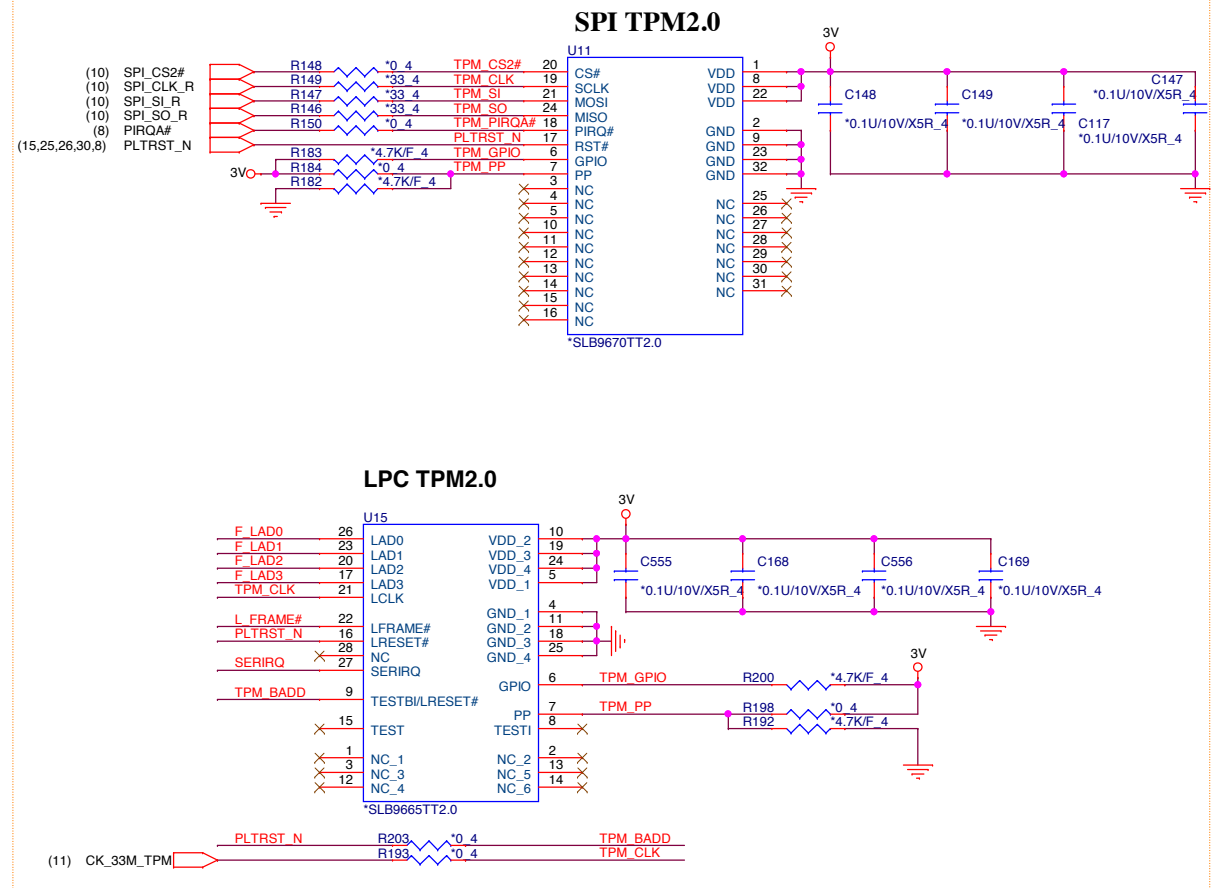 SPI TPM2.0
U11
3V
(10) SPI_CS2# R148 *0_4 TPM_CS2# 20 CS# VDD 1
(10) SPI_CLK_R R149 *33_4 TPM_CLK 19 SCLK VDD 8
(10) SPI_SI_R R147 *33_4 TPM_SI 21 MOSI VDD 22
(10) SPI_SO_R R146 *33_4 TPM_SO 24 MISO GND 2
(8) PIRQA# R150 *0_4 TPM_PIRQA# 18 PIRQ# GND 9
(15,25,26,30,8) PLTRST_N PLTRST_N 17 RST# GND 23
R183 *4.7K/F_4 TPM_GPIO 6 GPIO GND 32
3V R184 *0_4 TPM_PP 7 PP
R182 *4.7K/F_4
C148 *0.1U/10V/X5R_4
C149 *0.1U/10V/X5R_4
C117 *0.1U/10V/X5R_4
C147 *0.1U/10V/X5R_4
3 NC
4 NC NC 25
5 NC NC 26
10 NC NC 27
11 NC NC 28
12 NC NC 29
13 NC NC 30
14 NC NC 31
15 NC
16 NC
*SLB9670TT2.0
LPC TPM2.0
U15
3V
F_LAD0 26 LAD0 VDD_2 10
F_LAD1 23 LAD1 VDD_3 19
F_LAD2 20 LAD2 VDD_4 24
F_LAD3 17 LAD3 VDD_1 5
TPM_CLK 21 LCLK
C555 *0.1U/10V/X5R_4
C168 *0.1U/10V/X5R_4
C556 *0.1U/10V/X5R_4
C169 *0.1U/10V/X5R_4
GND_1 4
L_FRAME# 22 LFRAME# GND_2 11
PLTRST_N 16 LRESET# GND_3 18
28 NC GND_4 25
SERIRQ 27 SERIRQ
3V
GPIO 6 TPM_GPIO R200 *4.7K/F_4
TPM_BADD 9 TESTBI/LRESET#
PP 7 TPM_PP R198 *0_4
15 TEST TESTI 8 R192 *4.7K/F_4
1 NC_1 NC_2 2
3 NC_3 NC_5 13
12 NC_4 NC_6 14
*SLB9665TT2.0
PLTRST_N R203 *0_4 TPM_BADD
(11) CK_33M_TPM R193 *0_4 TPM_CLK